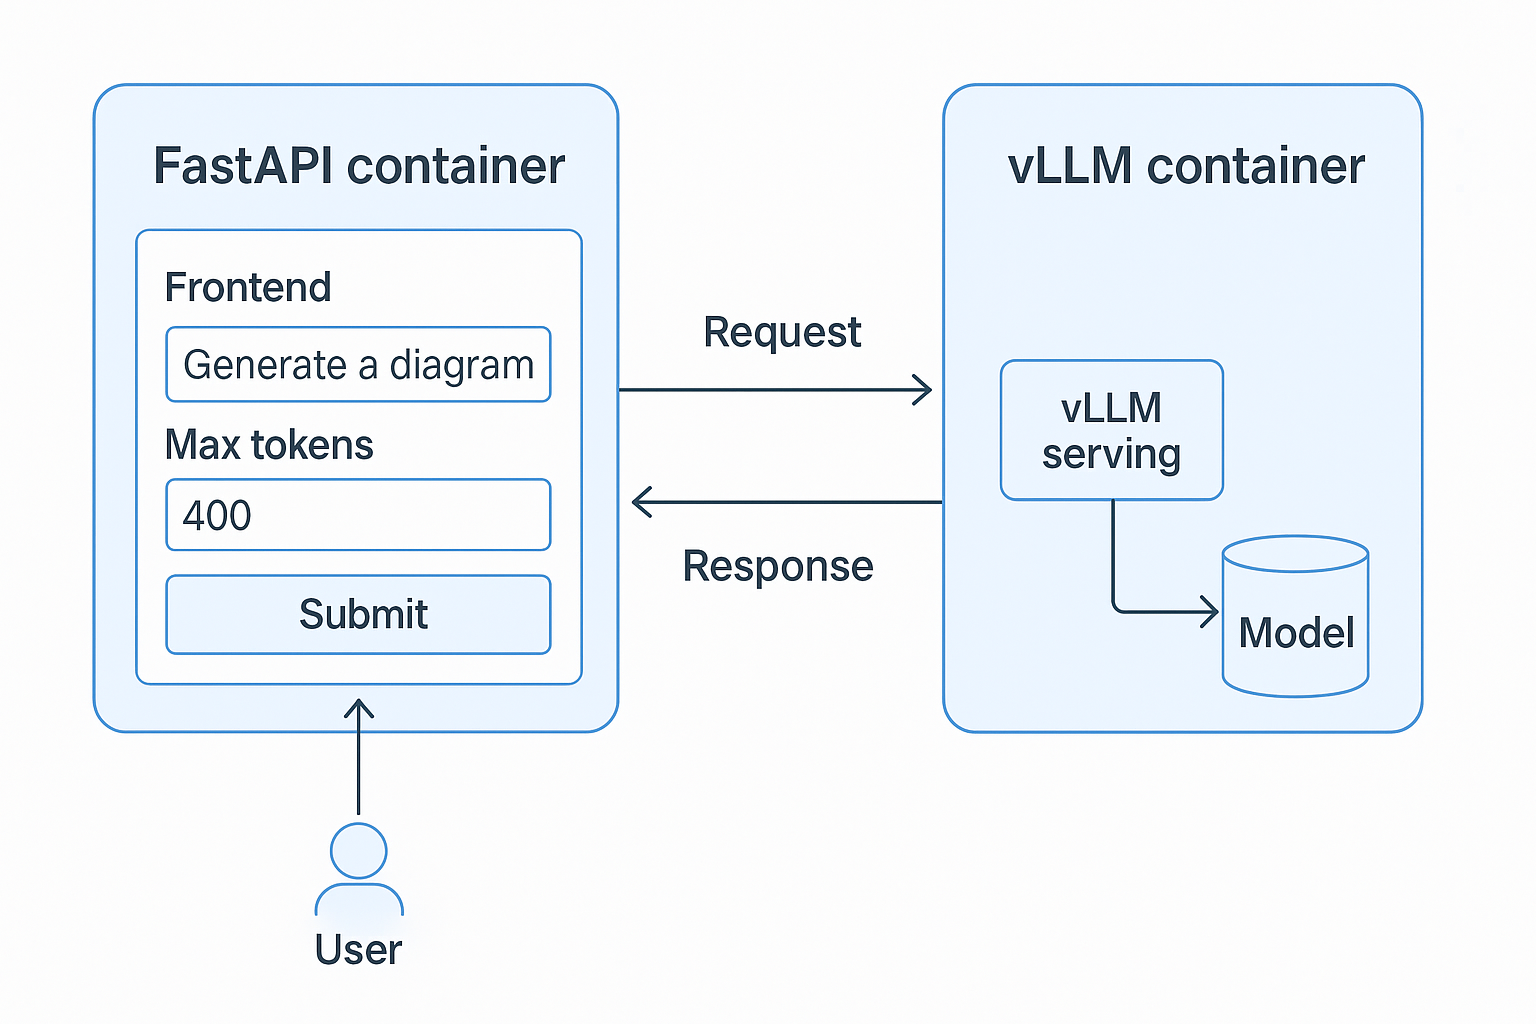 FastAPI container
Frontend
Generate a diagram
Max tokens
400
Submit
User
Request
Response
vLLM container
vLLM
serving
Model